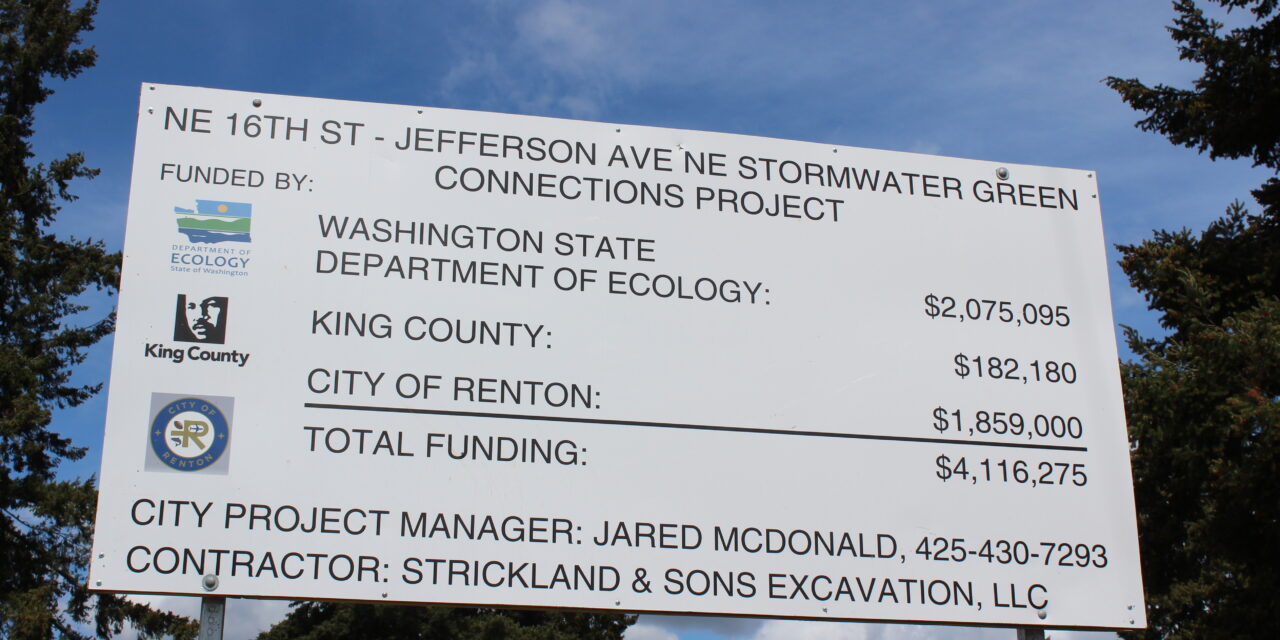 NE 16TH ST - JEFFERSON AVE NE STORMWATER GREEN
CONNECTIONS PROJECT
FUNDED BY:
DEPARTMENT OF
ECOLOGY
State of Washington
WASHINGTON STATE
DEPARTMENT OF ECOLOGY:
$2,075,095
King County
KING COUNTY:
$182,180
CITY OF
R
RENTON
CITY OF RENTON:
$1,859,000
TOTAL FUNDING:
$4,116,275
CITY PROJECT MANAGER: JARED MCDONALD, 425-430-7293
CONTRACTOR: STRICKLAND & SONS EXCAVATION, LLC